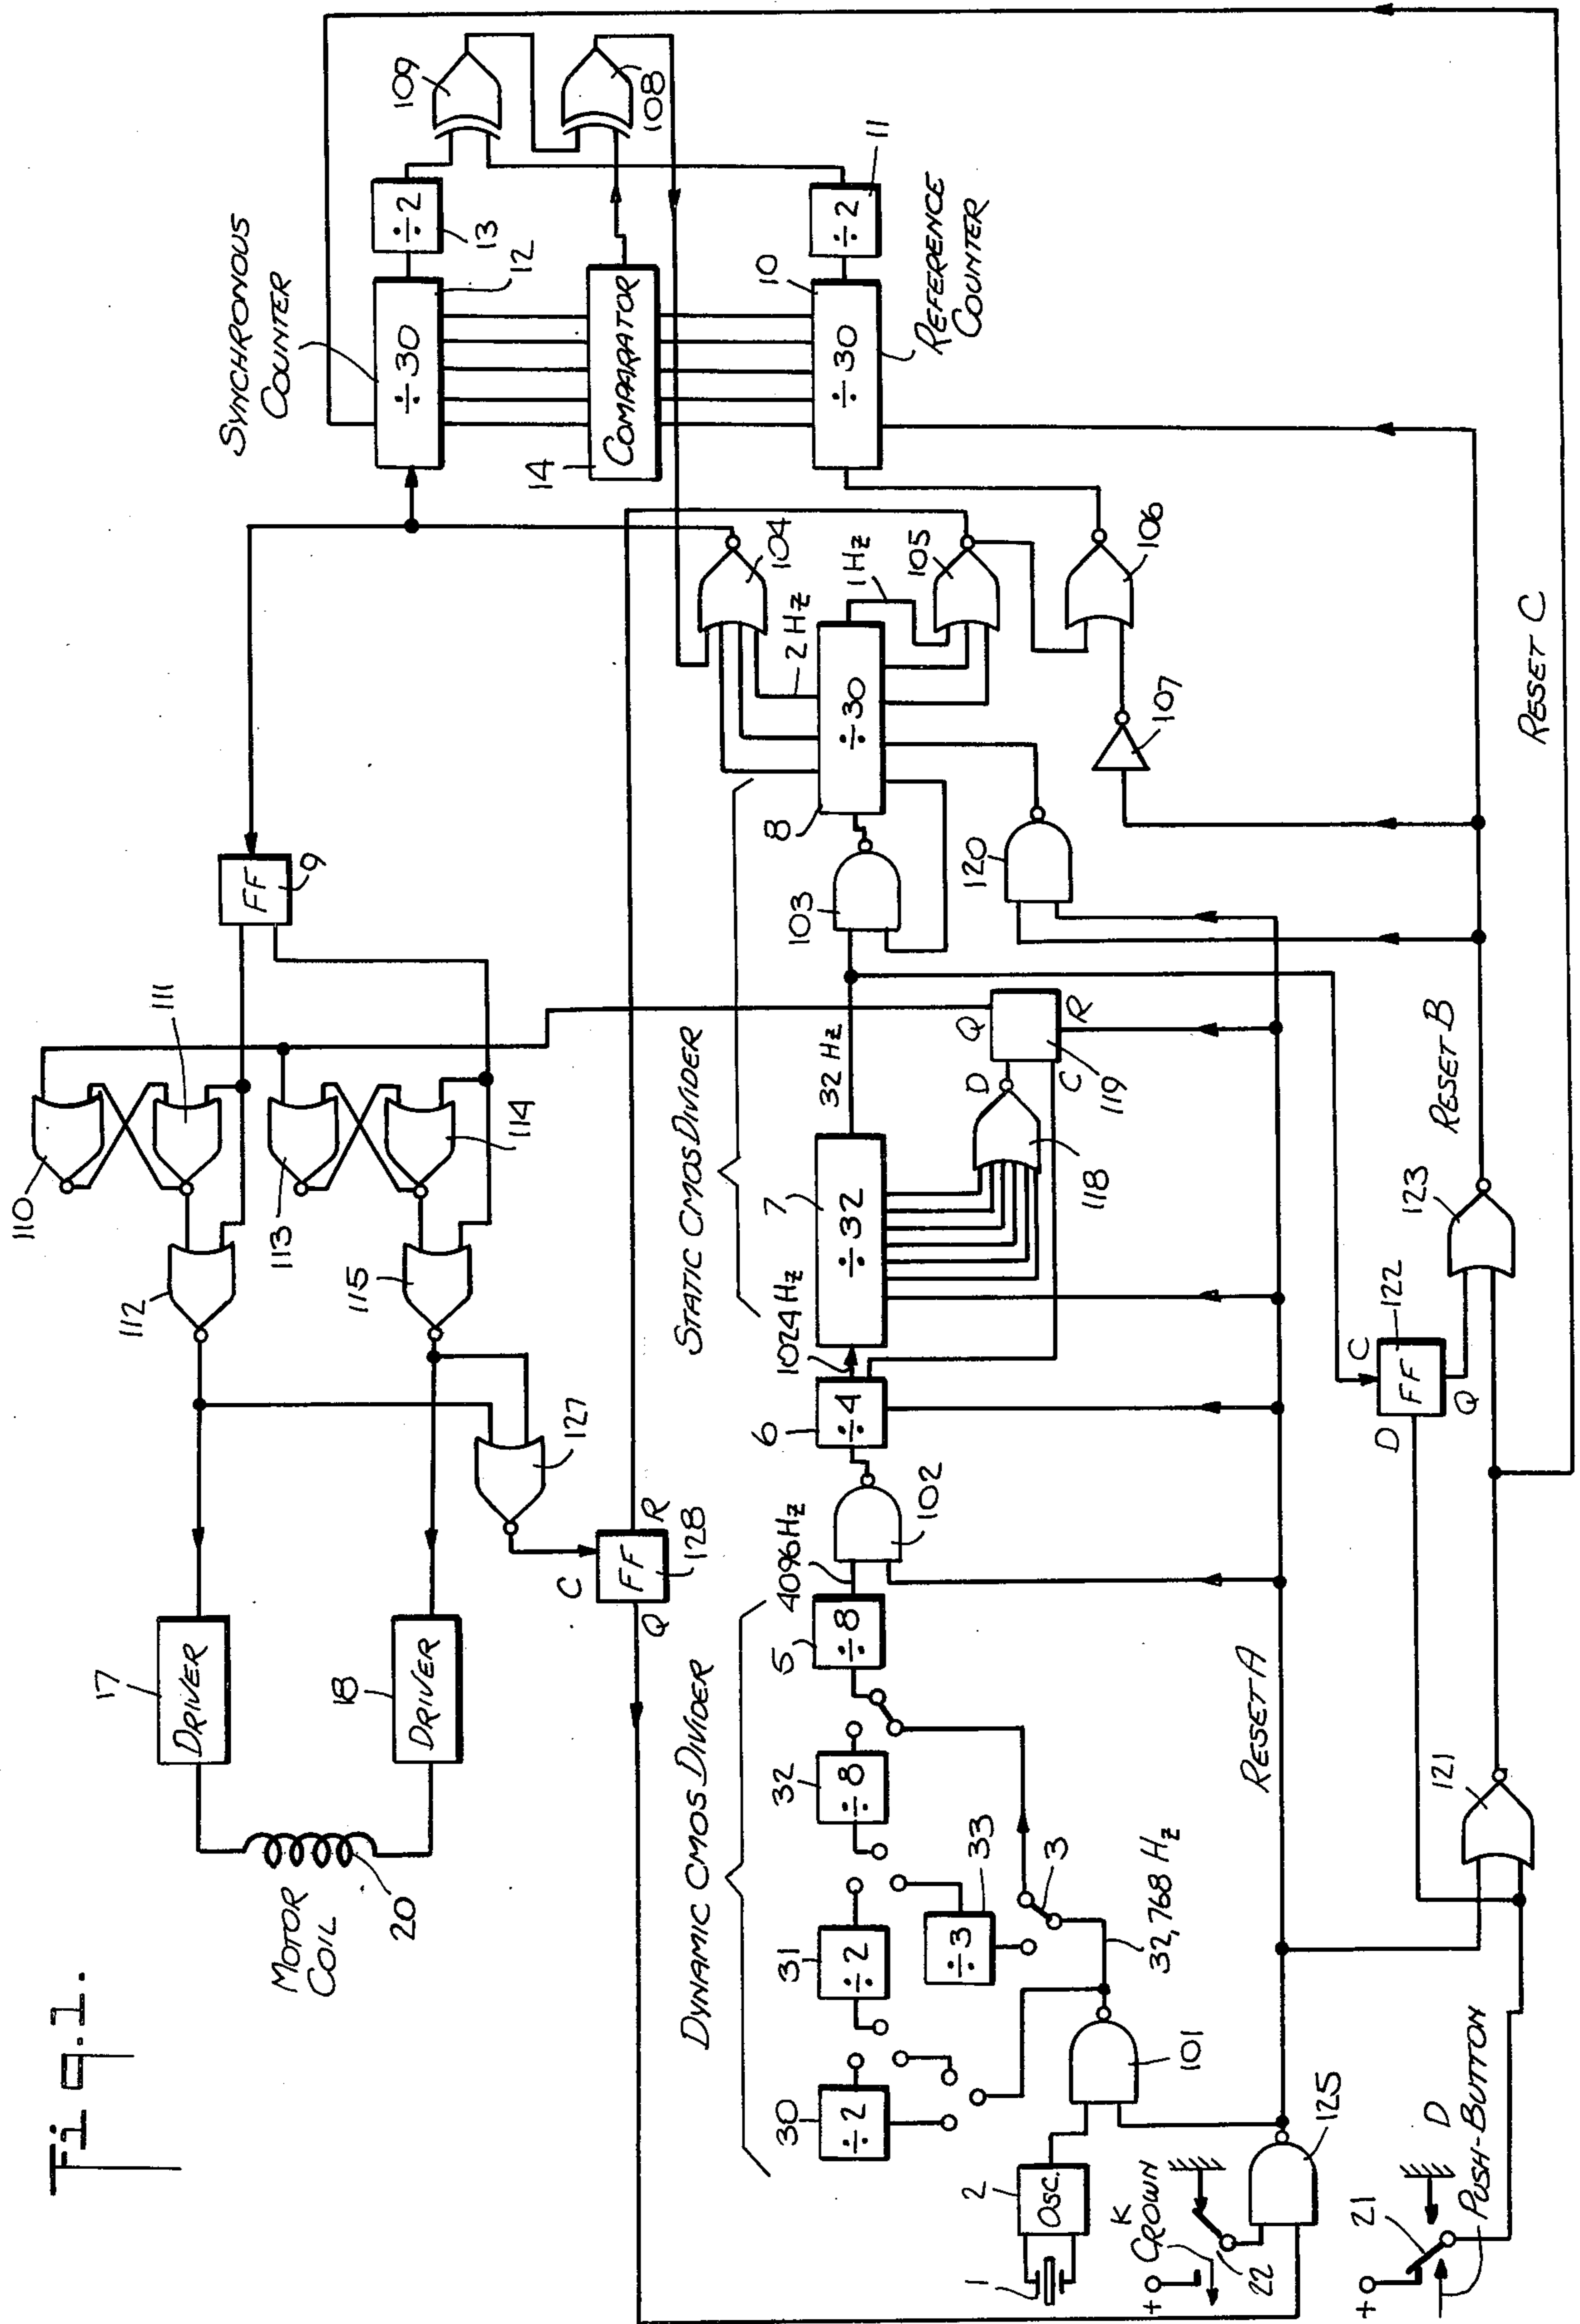 Fig.1.
MOTOR
COIL
20
17
DRIVER
18
DRIVER
112
115
110
111
113
114
127
C
FF
R
Q
128
FF
9
SYNCHRONOUS
COUNTER
÷30
12
÷2
13
109
108
14
COMPARATOR
10
÷30
÷2
11
REFERENCE
COUNTER
DYNAMIC CMOS DIVIDER
STATIC CMOS DIVIDER
30
÷2
31
÷2
32
÷8
5
÷8
4096Hz
102
6
÷4
1024Hz
7
÷32
32 Hz
103
8
÷30
2 Hz
1Hz
104
105
106
107
33
÷3
3
32,768 Hz
118
D
Q
C
R
119
120
1
2
OSC.
101
RESET A
K
CROWN
+
22
125
+
21
D
PUSH-BUTTON
121
D
C
FF
122
Q
123
RESET B
RESET C